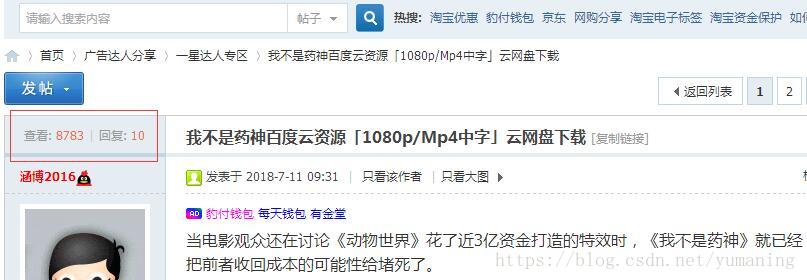 请输入搜索内容 帖子 热搜: 淘宝优惠 豹付钱包 京东 网购分享 淘宝电子标签 淘宝资金保护
首页 广告达人分享 一星达人专区 我不是药神百度云资源「1080p/Mp4中字」云网盘下载
发帖 返回列表 1 2
查看: 8783 | 回复: 10 我不是药神百度云资源「1080p/Mp4中字」云网盘下载 [复制链接]
涵博2016 发表于 2018-7-11 09:31 | 只看该作者 | 只看大图
AD 豹付钱包 每天钱包 有金堂
当电影观众还在讨论《动物世界》花了近3亿资金打造的特效时，《我不是药神》就已经
把前者收回成本的可能性给堵死了。
https://blog.csdn.net/yumaning